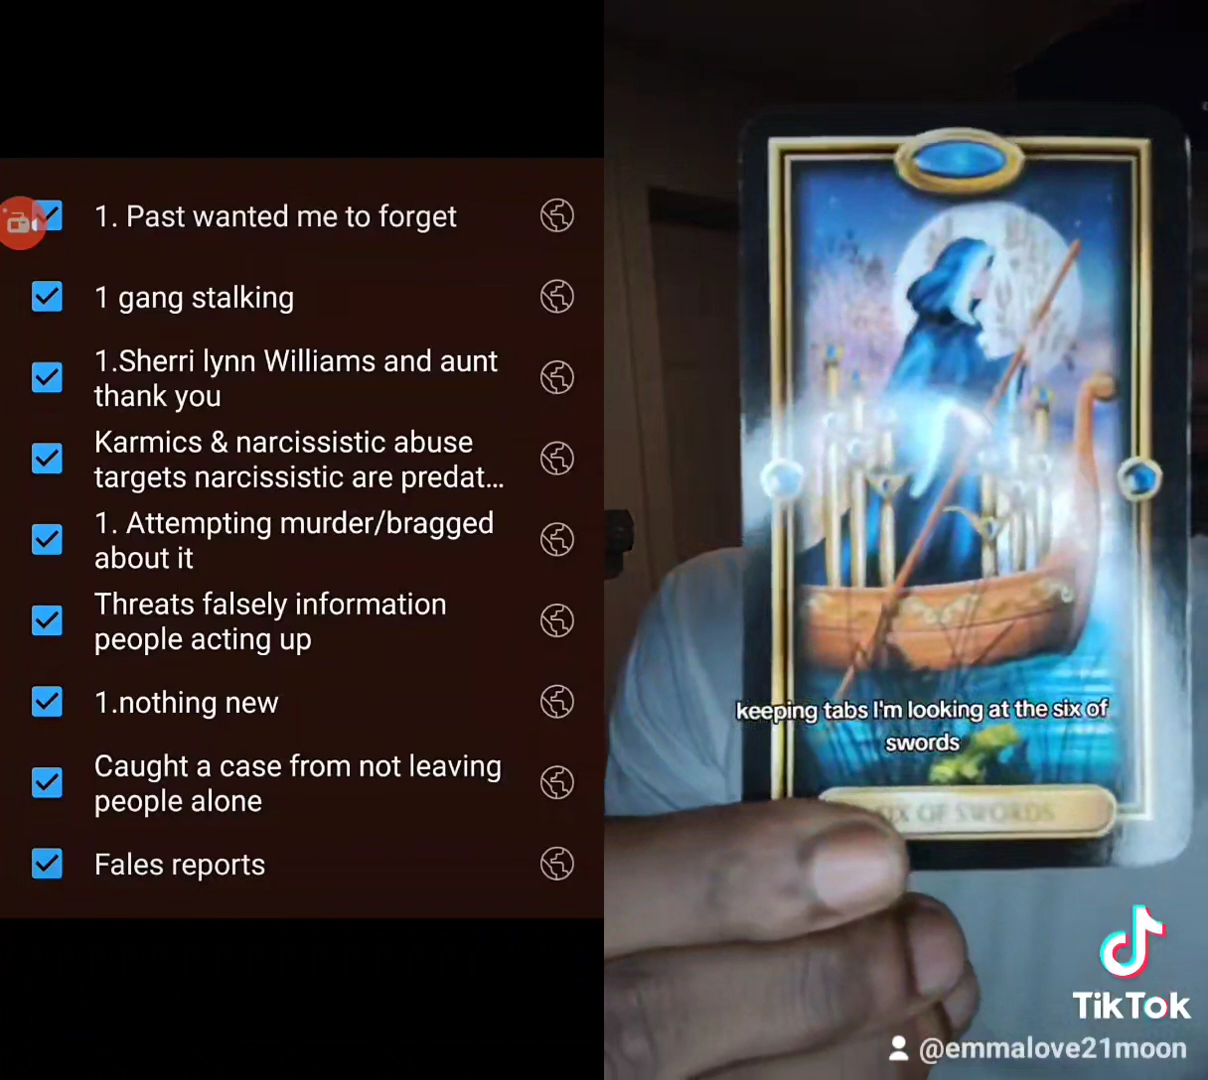 1. Past wanted me to forget
1 gang stalking
1.Sherri lynn Williams and aunt
thank you
Karmics & narcissistic abuse
targets narcissistic are predat...
1. Attempting murder/bragged
about it
Threats falsely information
people acting up
1.nothing new
Caught a case from not leaving
people alone
Fales reports
keeping tabs I'm looking at the six of
swords
SIX OF SWORDS
TikTok
@emmalove21moon